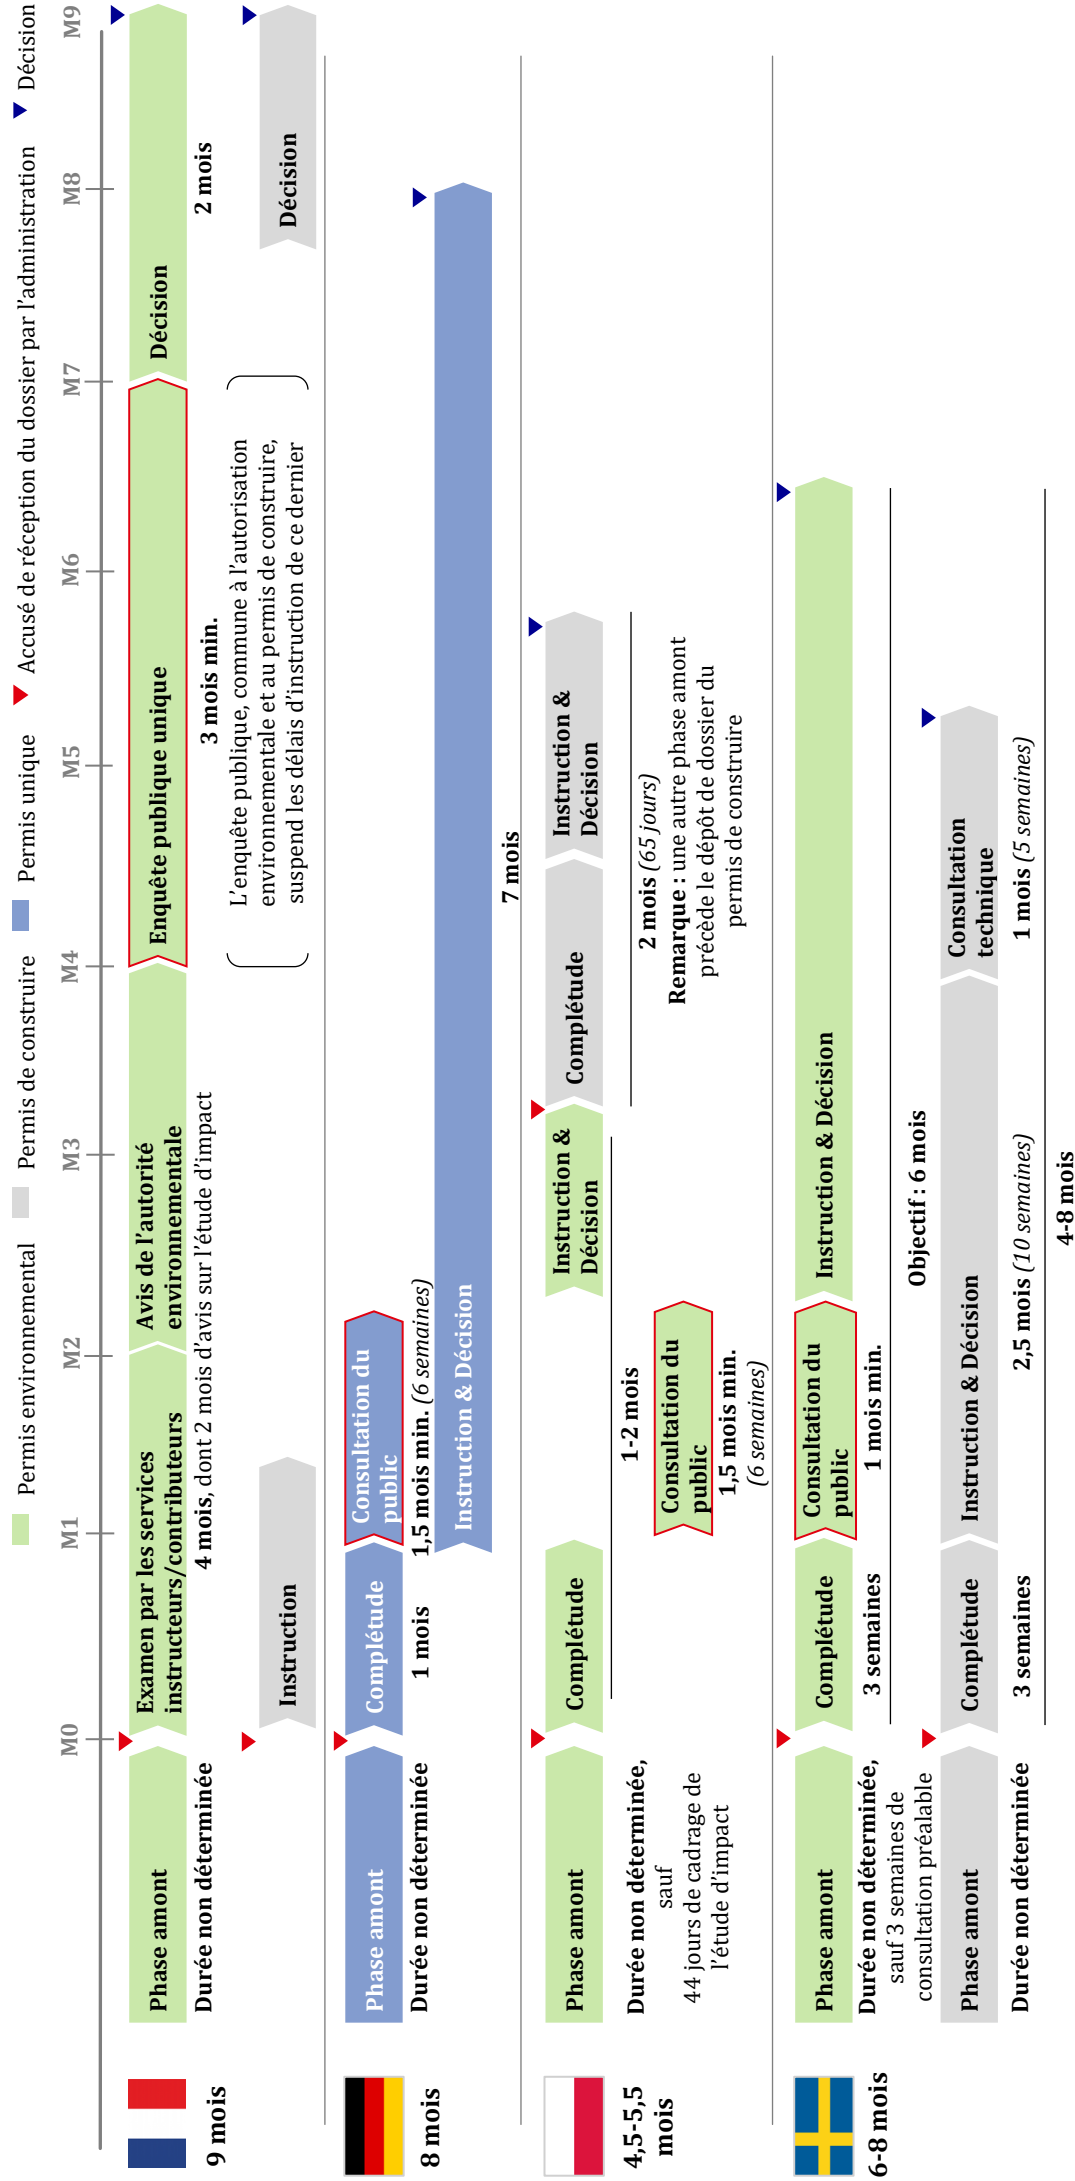 Permis environnemental
Permis de construire
Permis unique
Accusé de réception du dossier par l'administration
Décision
M0
M1
M2
M3
M4
M5
M6
M7
M8
M9
9 mois
Phase amont
Durée non déterminée
Examen par les services
instructeurs/contributeurs
Avis de l'autorité
environnementale
4 mois, dont 2 mois d'avis sur l'étude d'impact
Enquête publique unique
3 mois min.
Décision
2 mois
Instruction
L'enquête publique, commune à l'autorisation
environnementale et au permis de construire,
suspend les délais d'instruction de ce dernier
Décision
8 mois
Phase amont
Durée non déterminée
Complétude
1 mois
Consultation du
public
1,5 mois min. (6 semaines)
Instruction & Décision
7 mois
4,5-5,5
mois
Phase amont
Durée non déterminée,
sauf
44 jours de cadrage de
l'étude d'impact
Complétude
Instruction &
Décision
1-2 mois
Consultation du
public
1,5 mois min.
(6 semaines)
Complétude
Instruction &
Décision
2 mois (65 jours)
Remarque : une autre phase amont
précède le dépôt de dossier du
permis de construire
6-8 mois
Phase amont
Durée non déterminée,
sauf 3 semaines de
consultation préalable
Complétude
3 semaines
Consultation du
public
1 mois min.
Instruction & Décision
Objectif : 6 mois
Phase amont
Durée non déterminée
Complétude
3 semaines
Instruction & Décision
2,5 mois (10 semaines)
Consultation
technique
1 mois (5 semaines)
4-8 mois